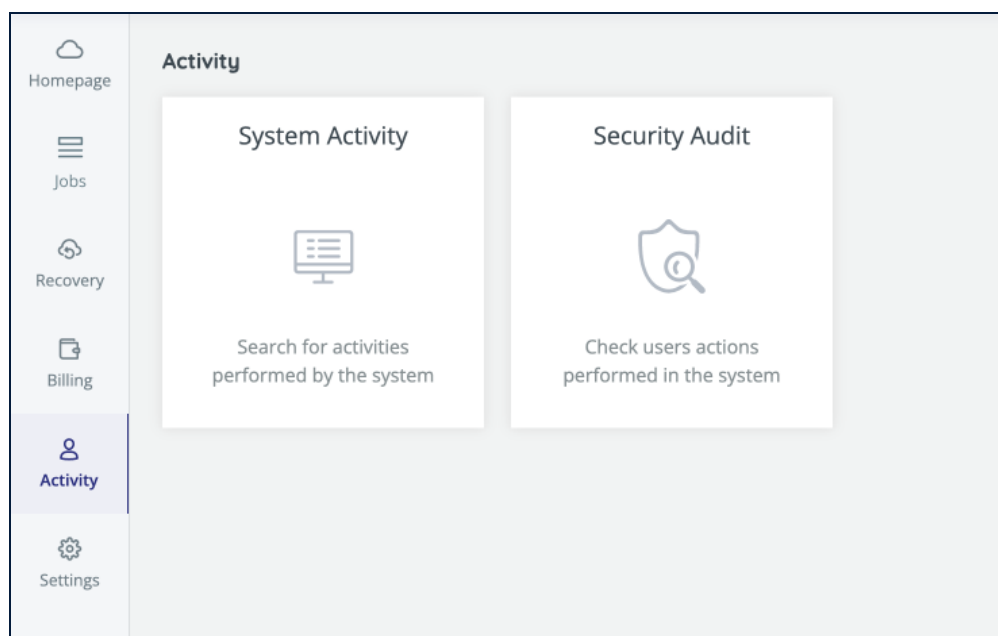 Homepage
Jobs
Recovery
Billing
Activity
Settings
Activity
System Activity
Search for activities
performed by the system
Security Audit
Check users actions
performed in the system